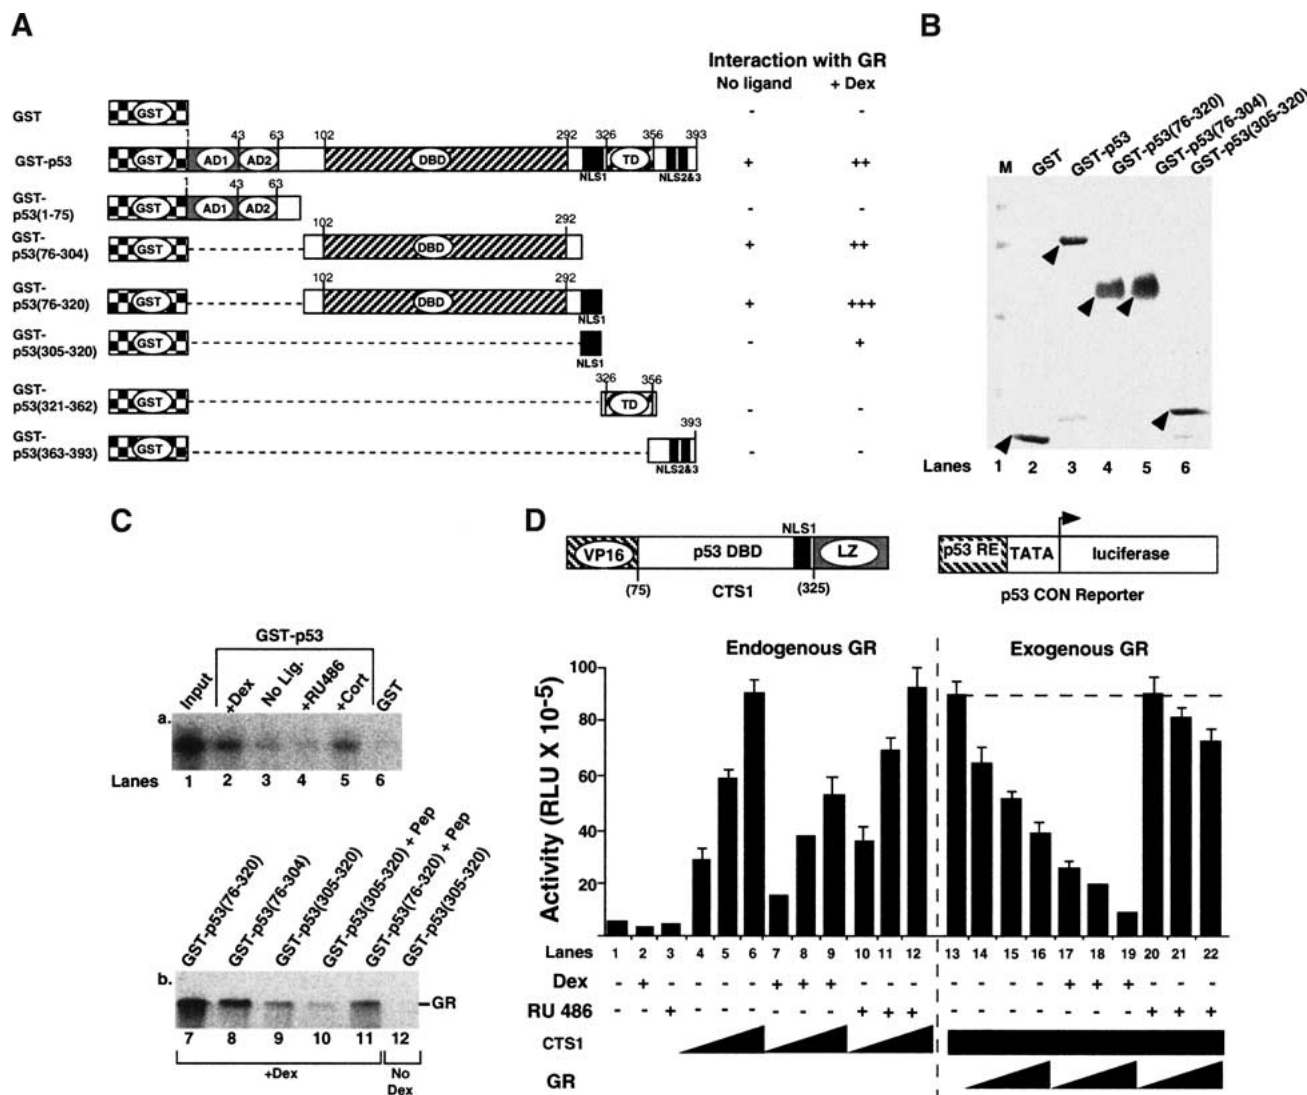 A
Interaction with GR
No ligand + Dex
GST GST - -
1 43 63 102 292 326 356 393
GST-p53 GST AD1 AD2 DBD TD + ++
NLS1 NLS2&3
1 43 63
GST-
p53(1-75) GST AD1 AD2 - -
102 292
GST-
p53(76-304) GST DBD + ++
102 292
GST-
p53(76-320) GST DBD + +++
NLS1
GST-
p53(305-320) GST - +
NLS1
326 356
GST-
p53(321-362) GST TD - -
393
GST-
p53(363-393) GST - -
NLS2&3
B
M GST GST-p53 GST-p53(76-320) GST-p53(76-304) GST-p53(305-320)
Lanes 1 2 3 4 5 6
C
GST-p53
Input +Dex No Lig. +RU486 +Cort GST
a.
Lanes 1 2 3 4 5 6
GST-p53(76-320) GST-p53(76-304) GST-p53(305-320) GST-p53(305-320) + Pep GST-p53(76-320) + Pep GST-p53(305-320)
b.
GR
7 8 9 10 11 12
+Dex No
Dex
D
NLS1
VP16 p53 DBD LZ
(75) CTS1 (325)
p53 RE TATA luciferase
p53 CON Reporter
Endogenous GR Exogenous GR
Activity (RLU X 10-5)
100
80
60
40
20
Lanes 1 2 3 4 5 6 7 8 9 10 11 12 13 14 15 16 17 18 19 20 21 22
Dex - + - - - - + + + - - - - - - - + + + - - -
RU 486 - - + - - - - - - + + + - - - - - - - + + +
CTS1 - - -
GR